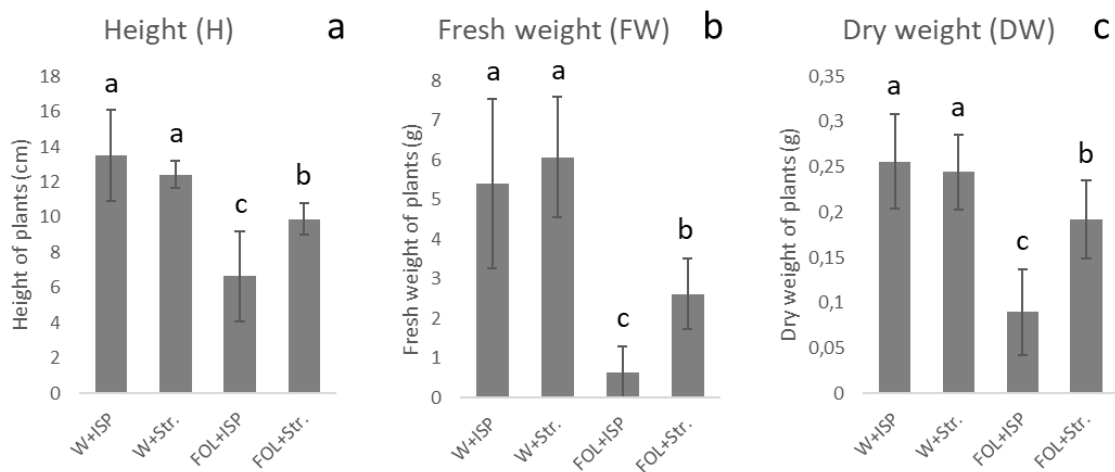 Height (H)
a
Height of plants (cm)
18
16
14
12
10
8
6
4
2
0
a
a
c
b
W+ISP
W+Str.
FOL+ISP
FOL+Str.
Fresh weight (FW)
b
Fresh weight of plants (g)
8
7
6
5
4
3
2
1
0
a
a
c
b
W+ISP
W+Str.
FOL+ISP
FOL+Str.
Dry weight (DW)
c
Dry weight of plants (g)
0,35
0,3
0,25
0,2
0,15
0,1
0,05
0
a
a
c
b
W+ISP
W+Str.
FOL+ISP
FOL+Str.